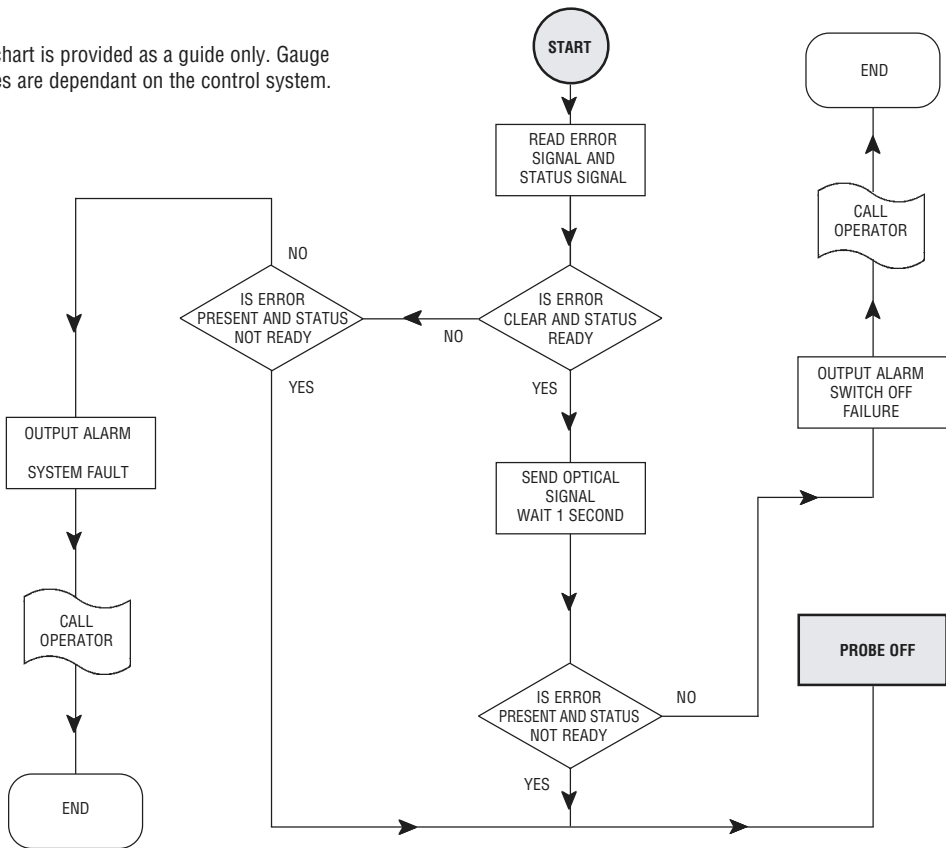 chart is provided as a guide only. Gauge
are dependant on the control system.
START
READ ERROR
SIGNAL AND
STATUS SIGNAL
IS ERROR
CLEAR AND STATUS
READY
NO
YES
IS ERROR
PRESENT AND STATUS
NOT READY
NO
YES
OUTPUT ALARM
SYSTEM FAULT
CALL
OPERATOR
END
SEND OPTICAL
SIGNAL
WAIT 1 SECOND
IS ERROR
PRESENT AND STATUS
NOT READY
NO
YES
OUTPUT ALARM
SWITCH OFF
FAILURE
CALL
OPERATOR
END
PROBE OFF